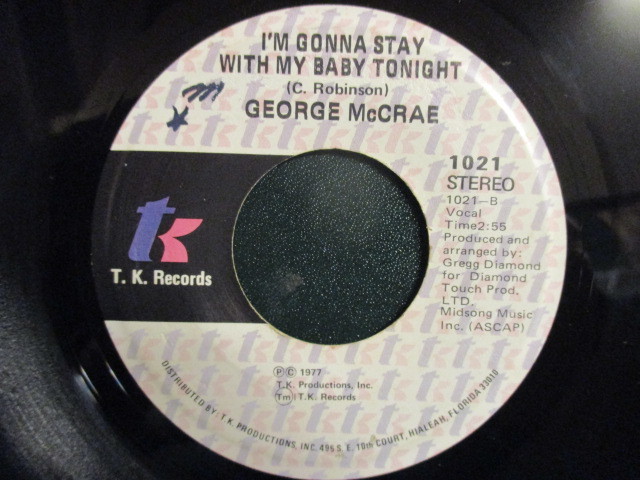 I'M GONNA STAY
WITH MY BABY TONIGHT
(C. Robinson)
GEORGE McCRAE
1021
STEREO
1021-B
Vocal
Time2:55
Produced and
arranged by:
Gregg Diamond
for Diamond
Touch Prod.
LTD.
Midsong Music
Inc. (ASCAP)
tk
T. K. Records
Ⓟ © 1977
T.K. Productions, Inc.
(Tm) T.K. Records
DISTRIBUTED BY: T.K. PRODUCTIONS, INC. 495 S. E. 10th COURT, HIALEAH, FLORIDA 33010